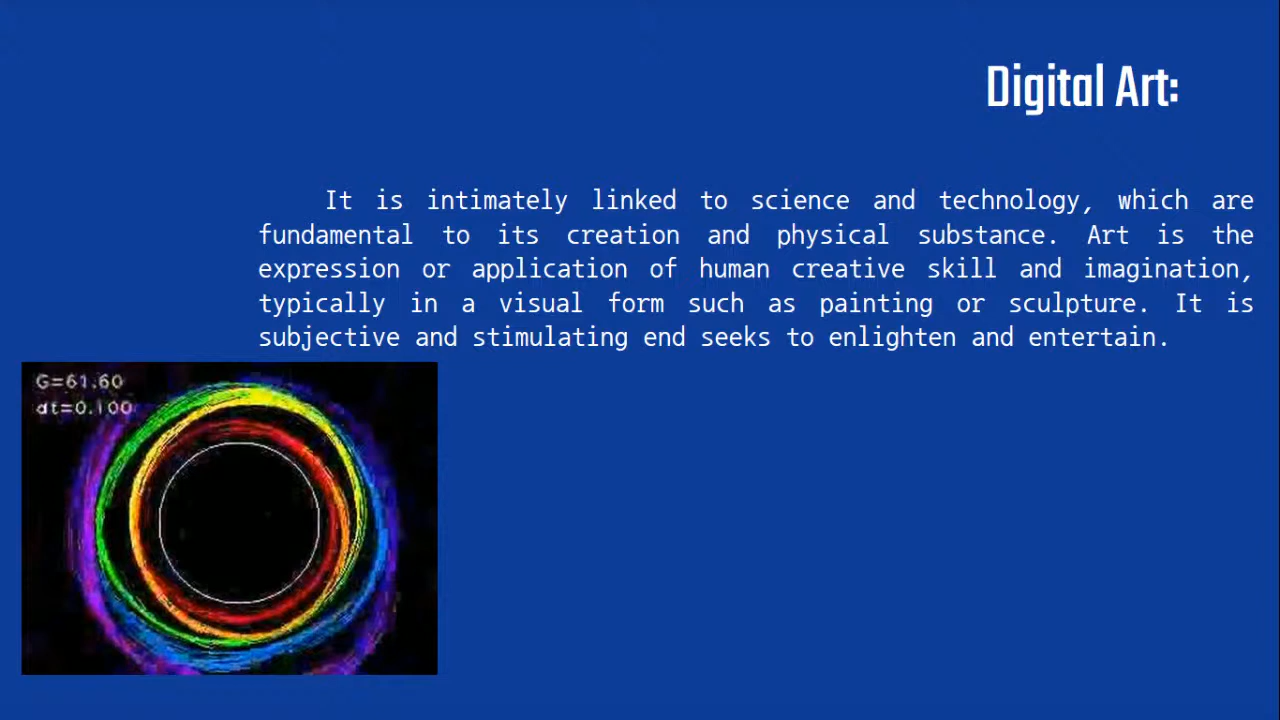 Digital Art:
It is intimately linked to science and technology, which are
fundamental to its creation and physical substance. Art is the
expression or application of human creative skill and imagination,
typically in a visual form such as painting or sculpture. It is
subjective and stimulating end seeks to enlighten and entertain.
G=61.60
dt=0.100